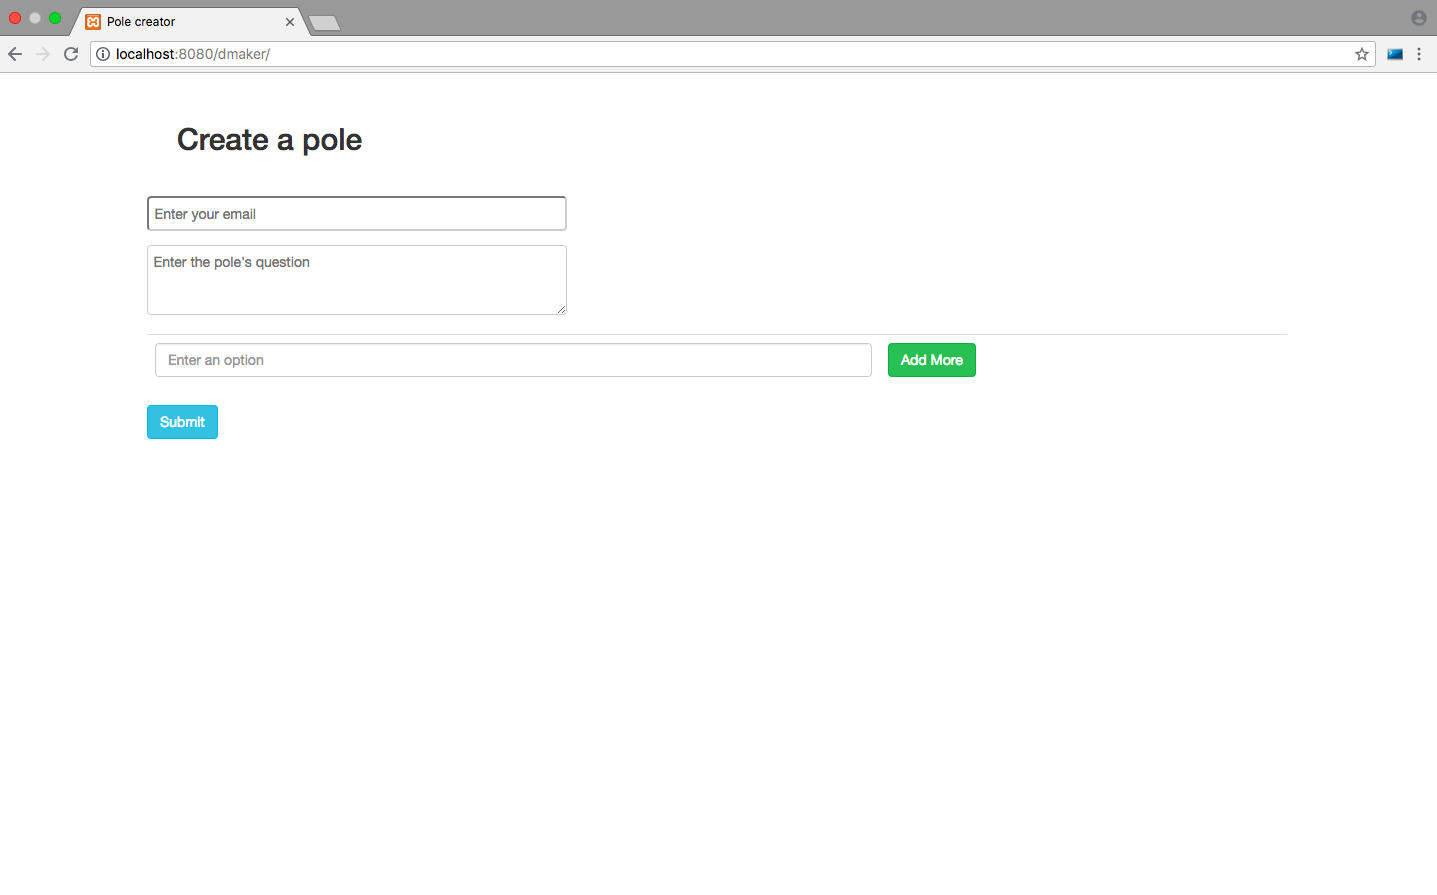 Pole creator
localhost:8080/dmaker/
Create a pole
Enter your email
Enter the pole's question
Enter an option
Add More
Submit